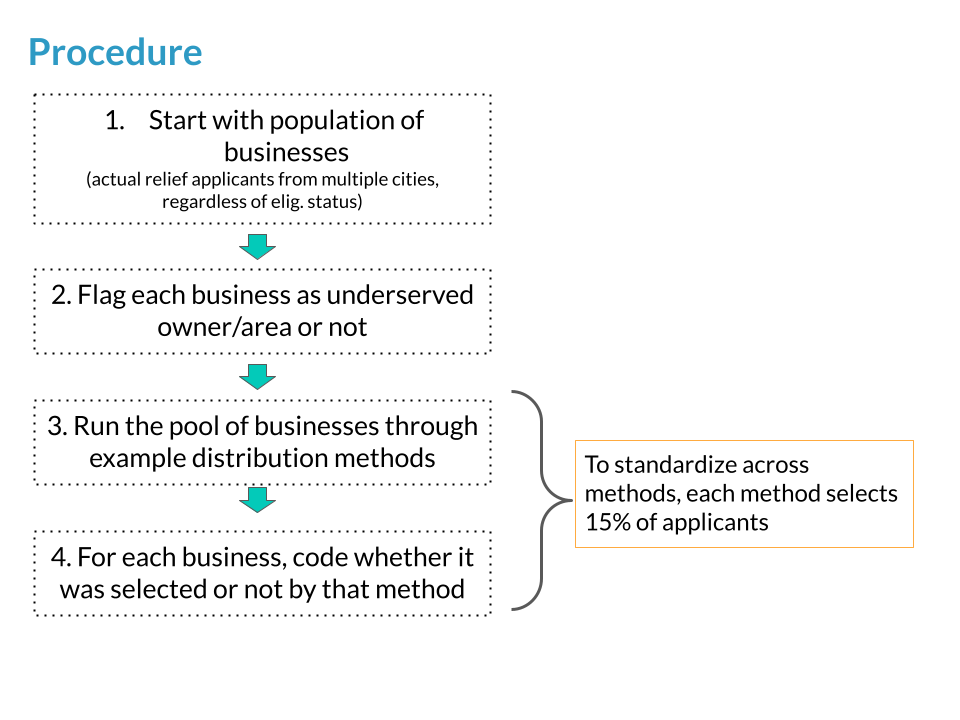 Procedure
1. Start with population of
businesses
(actual relief applicants from multiple cities,
regardless of elig. status)
2. Flag each business as underserved
owner/area or not
3. Run the pool of businesses through
example distribution methods
To standardize across
methods, each method selects
15% of applicants
4. For each business, code whether it
was selected or not by that method